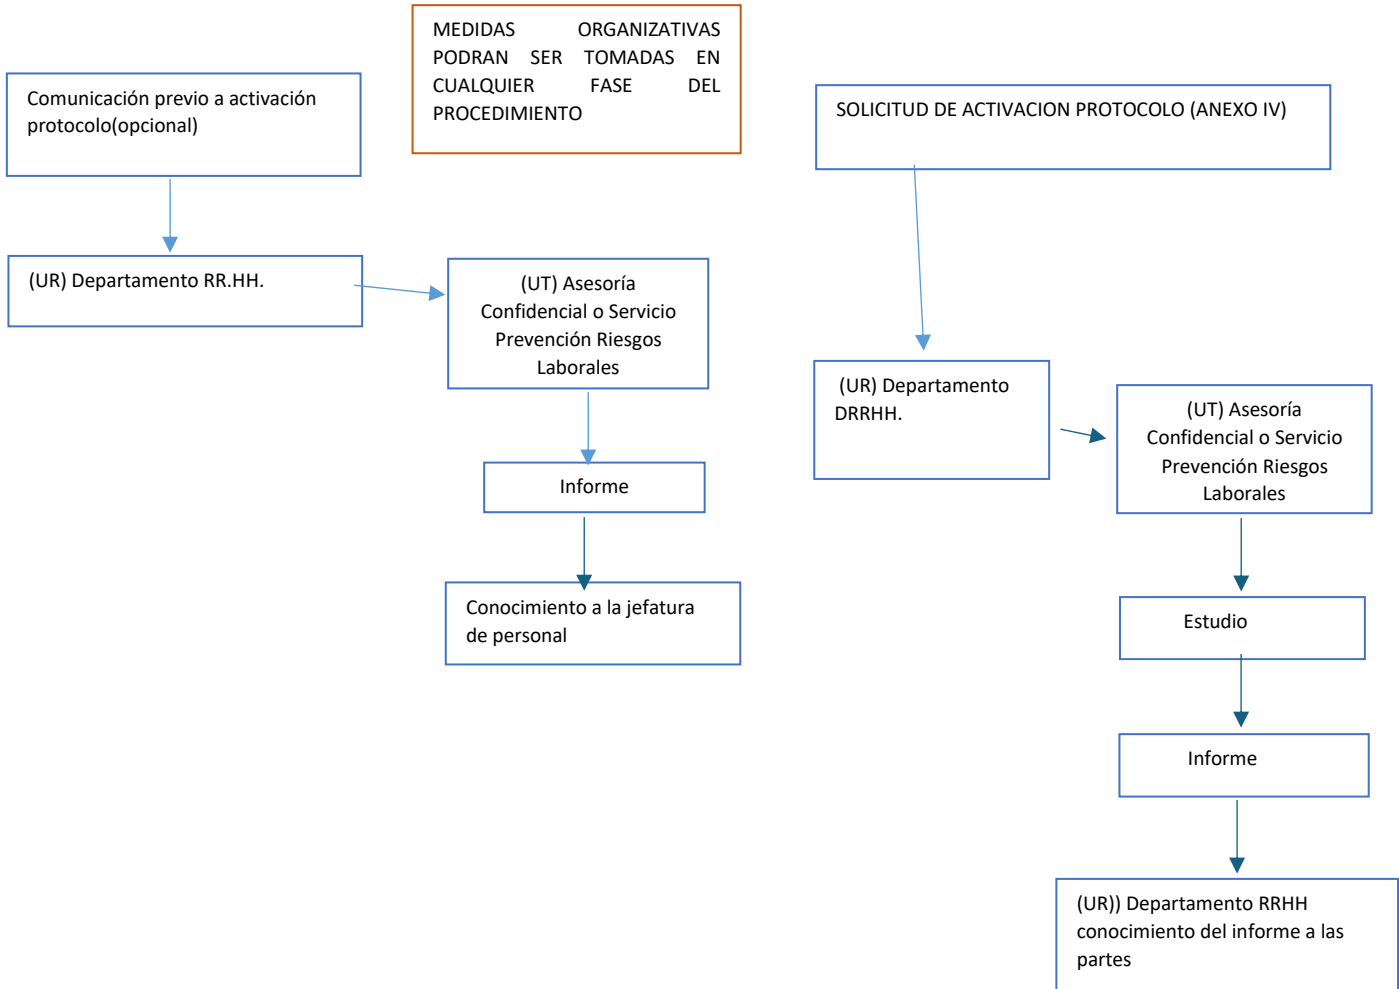 MEDIDAS ORGANIZATIVAS
PODRAN SER TOMADAS EN
CUALQUIER FASE DEL
PROCEDIMIENTO
Comunicación previo a activación
protocolo(opcional)
(UR) Departamento RR.HH.
(UT) Asesoría
Confidencial o Servicio
Prevención Riesgos
Laborales
Informe
Conocimiento a la jefatura
de personal
SOLICITUD DE ACTIVACION PROTOCOLO (ANEXO IV)
(UR) Departamento
DRRHH.
(UT) Asesoría
Confidencial o Servicio
Prevención Riesgos
Laborales
Estudio
Informe
(UR)) Departamento RRHH
conocimiento del informe a las
partes